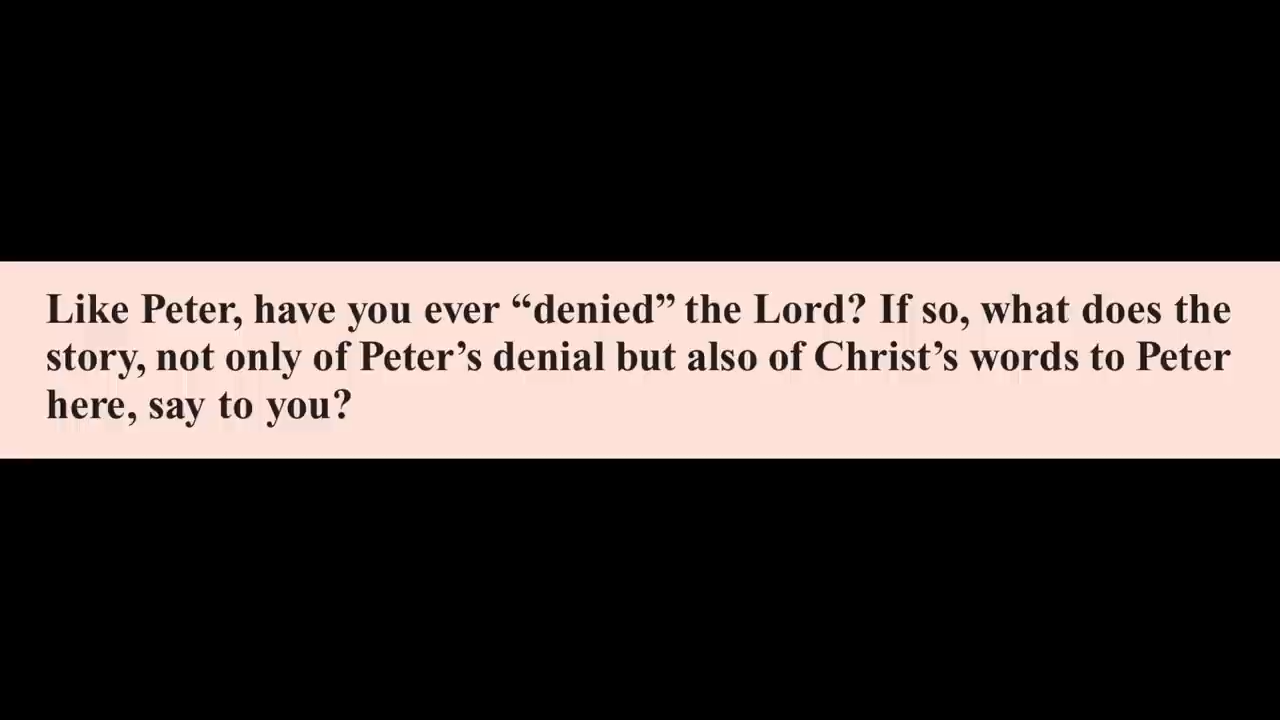 Like Peter, have you ever “denied” the Lord? If so, what does the
story, not only of Peter’s denial but also of Christ’s words to Peter
here, say to you?